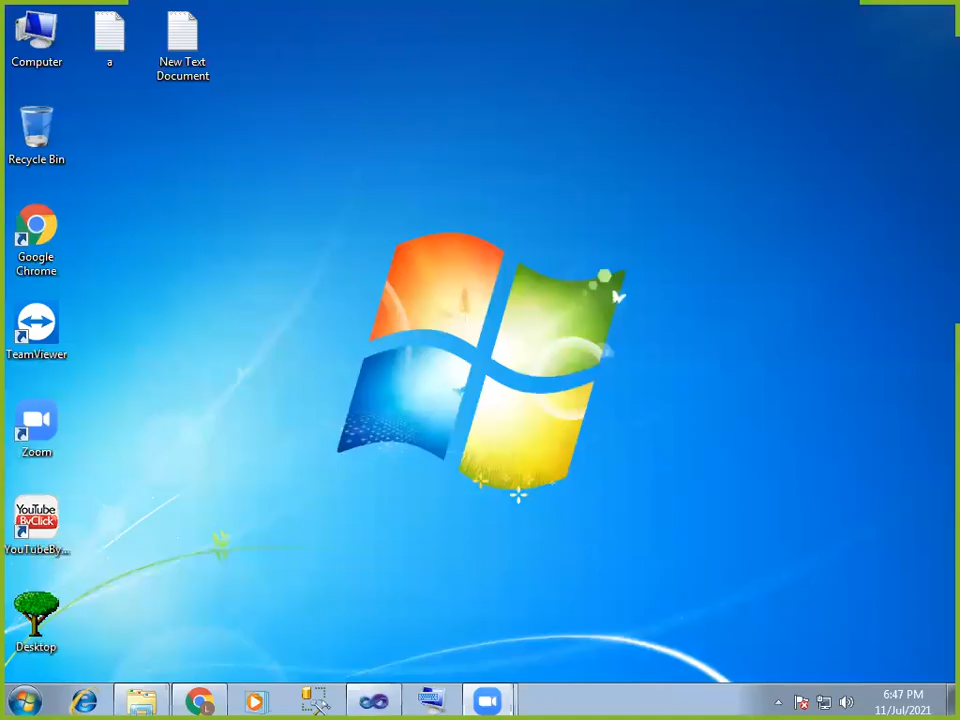 Computer
a
New Text
Document
Recycle Bin
Google
Chrome
TeamViewer
Zoom
YouTube
ByClick
YouTubeBy...
Desktop
L
6:47 PM
11/Jul/2021